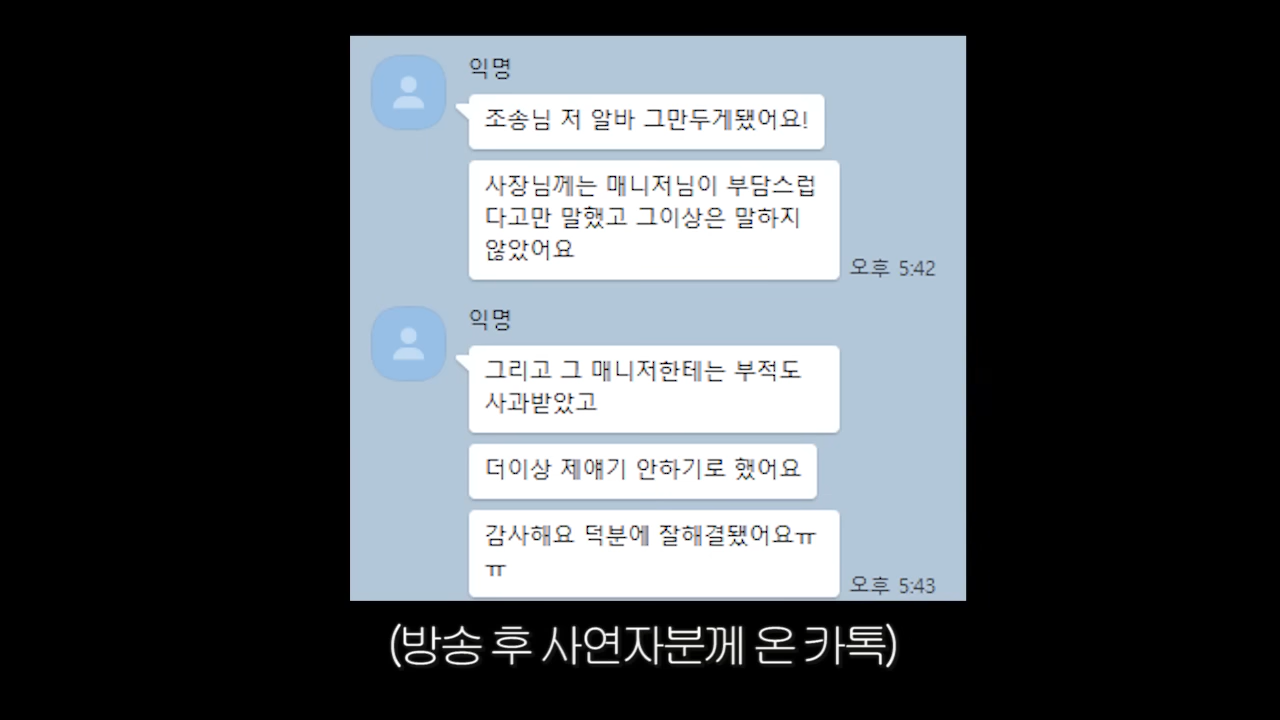 익명
조송님 저 알바 그만두게됐어요!
사장님께는 매니저님이 부담스럽
다고만 말했고 그이상은 말하지
않았어요
오후 5:42
익명
그리고 그 매니저한테는 부적도
사과받았고
더이상 제얘기 안하기로 했어요
감사해요 덕분에 잘해결됐어요ㅠ
ㅠ
오후 5:43
(방송 후 사연자분께 온 카톡)